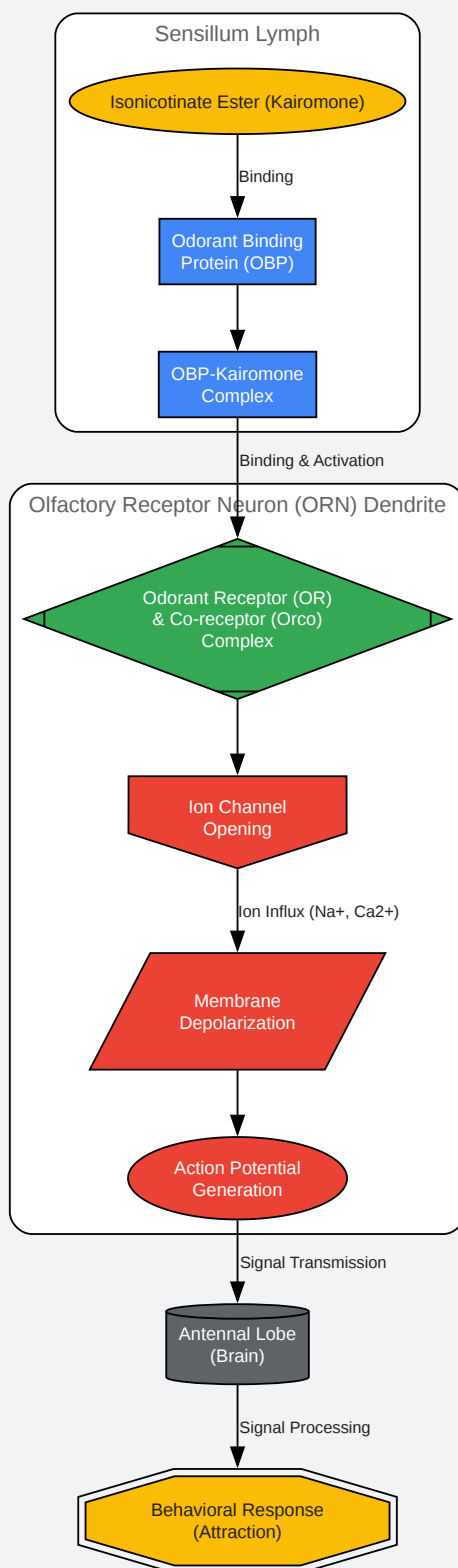 Sensillum Lymph
Isonicotinate Ester (Kairomone)
Binding
Odorant Binding
Protein (OBP)
OBP-Kairomone
Complex
Binding & Activation
Olfactory Receptor Neuron (ORN) Dendrite
Odorant Receptor (OR)
& Co-receptor (Orco)
Complex
Ion Channel
Opening
Ion Influx (Na+, Ca2+)
Membrane
Depolarization
Action Potential
Generation
Signal Transmission
Antennal Lobe
(Brain)
Signal Processing
Behavioral Response
(Attraction)